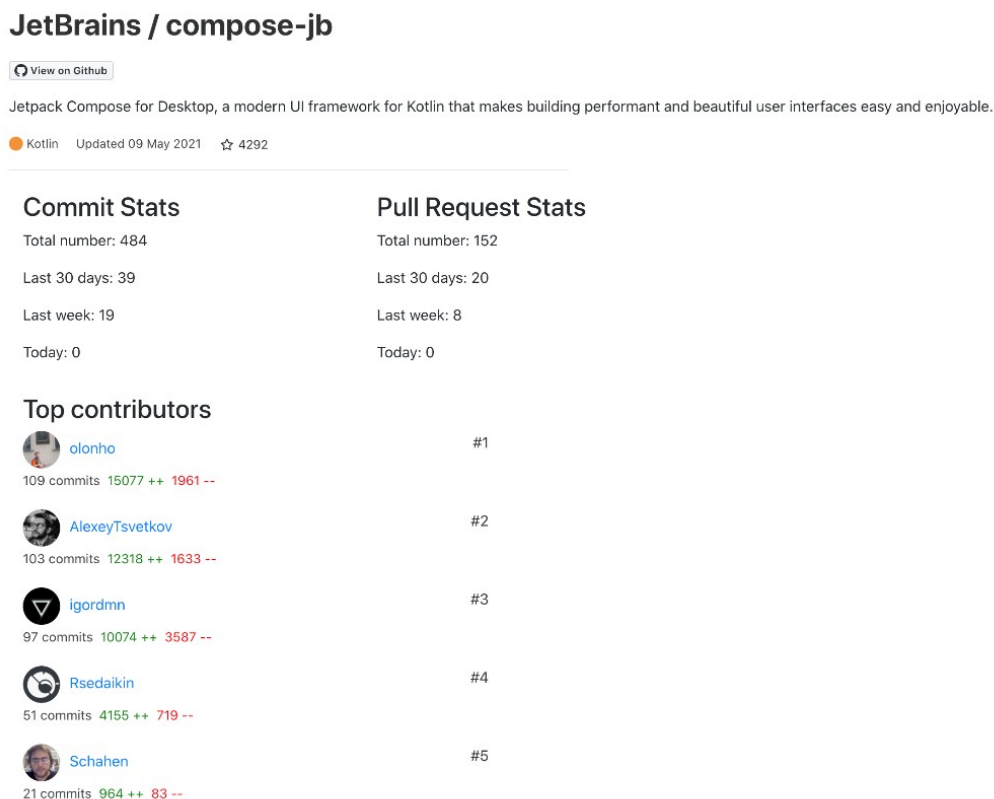 JetBrains / compose-jb
View on Github
Jetpack Compose for Desktop, a modern UI framework for Kotlin that makes building performant and beautiful user interfaces easy and enjoyable.
Kotlin Updated 09 May 2021 4292
Commit Stats Pull Request Stats
Total number: 484 Total number: 152
Last 30 days: 39 Last 30 days: 20
Last week: 19 Last week: 8
Today: 0 Today: 0
Top contributors
olonho #1
109 commits 15077 ++ 1961 --
AlexeyTsvetkov #2
103 commits 12318 ++ 1633 --
igordmn #3
97 commits 10074 ++ 3587 --
Rsedaikin #4
51 commits 4155 ++ 719 --
Schahen #5
21 commits 964 ++ 83 --